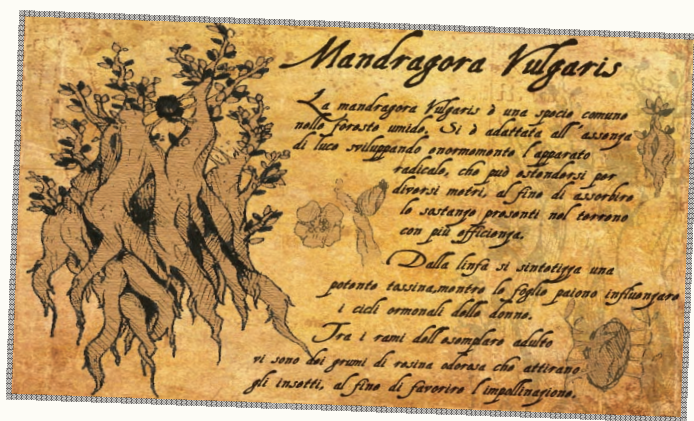 Mandragora Vulgaris
La mandragora Vulgaris è una specie comune
nelle foreste umide. Si è adattata all'assenza
di luce sviluppando enormemente l'apparato
radicale, che può estendersi per
diversi metri, al fine di assorbire
le sostanze presenti nel terreno
con più efficienza.
Dalla linfa si sintetizza una
potente tossina,mentre le foglie paiono influenzare
i cicli ormonali delle donne.
Tra i rami dell'esemplare adulto
vi sono dei grumi di resina odorosa che attirano
gli insetti, al fine di favorire l'impollinazione.